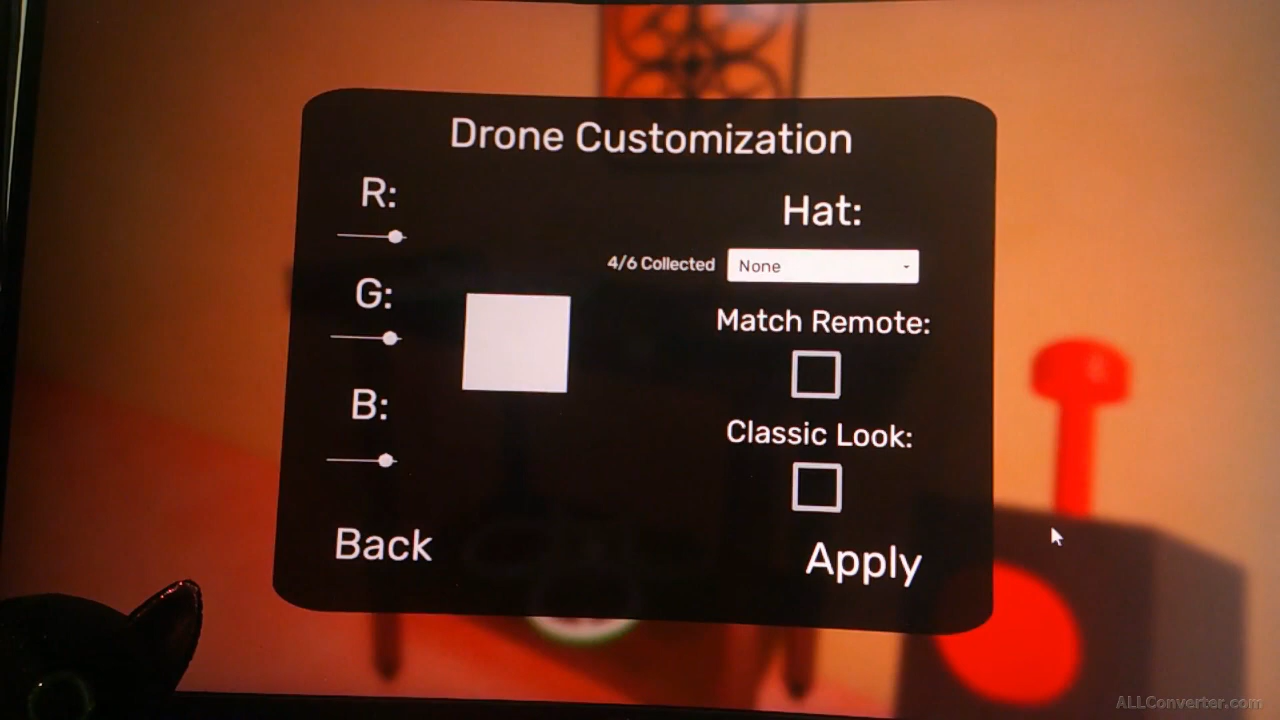 Drone Customization
R:
Hat:
4/6 Collected
None
G:
Match Remote:
B:
Classic Look:
Back
Apply
ALLConverter.com